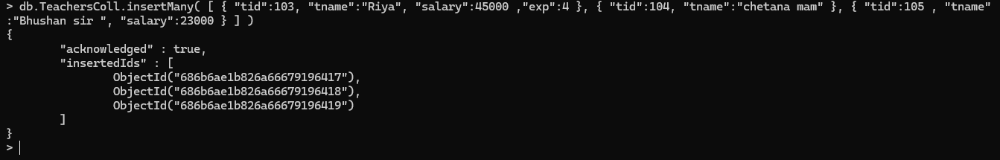 > db.TeachersColl.insertMany( [ { "tid":103, "tname":"Riya", "salary":45000 ,"exp":4 }, { "tid":104, "tname":"chetana mam" }, { "tid":105 , "tname"
:"Bhushan sir ", "salary":23000 } ] )
{
        "acknowledged" : true,
        "insertedIds" : [
                ObjectId("686b6ae1b826a66679196417"),
                ObjectId("686b6ae1b826a66679196418"),
                ObjectId("686b6ae1b826a66679196419")
        ]
}
>